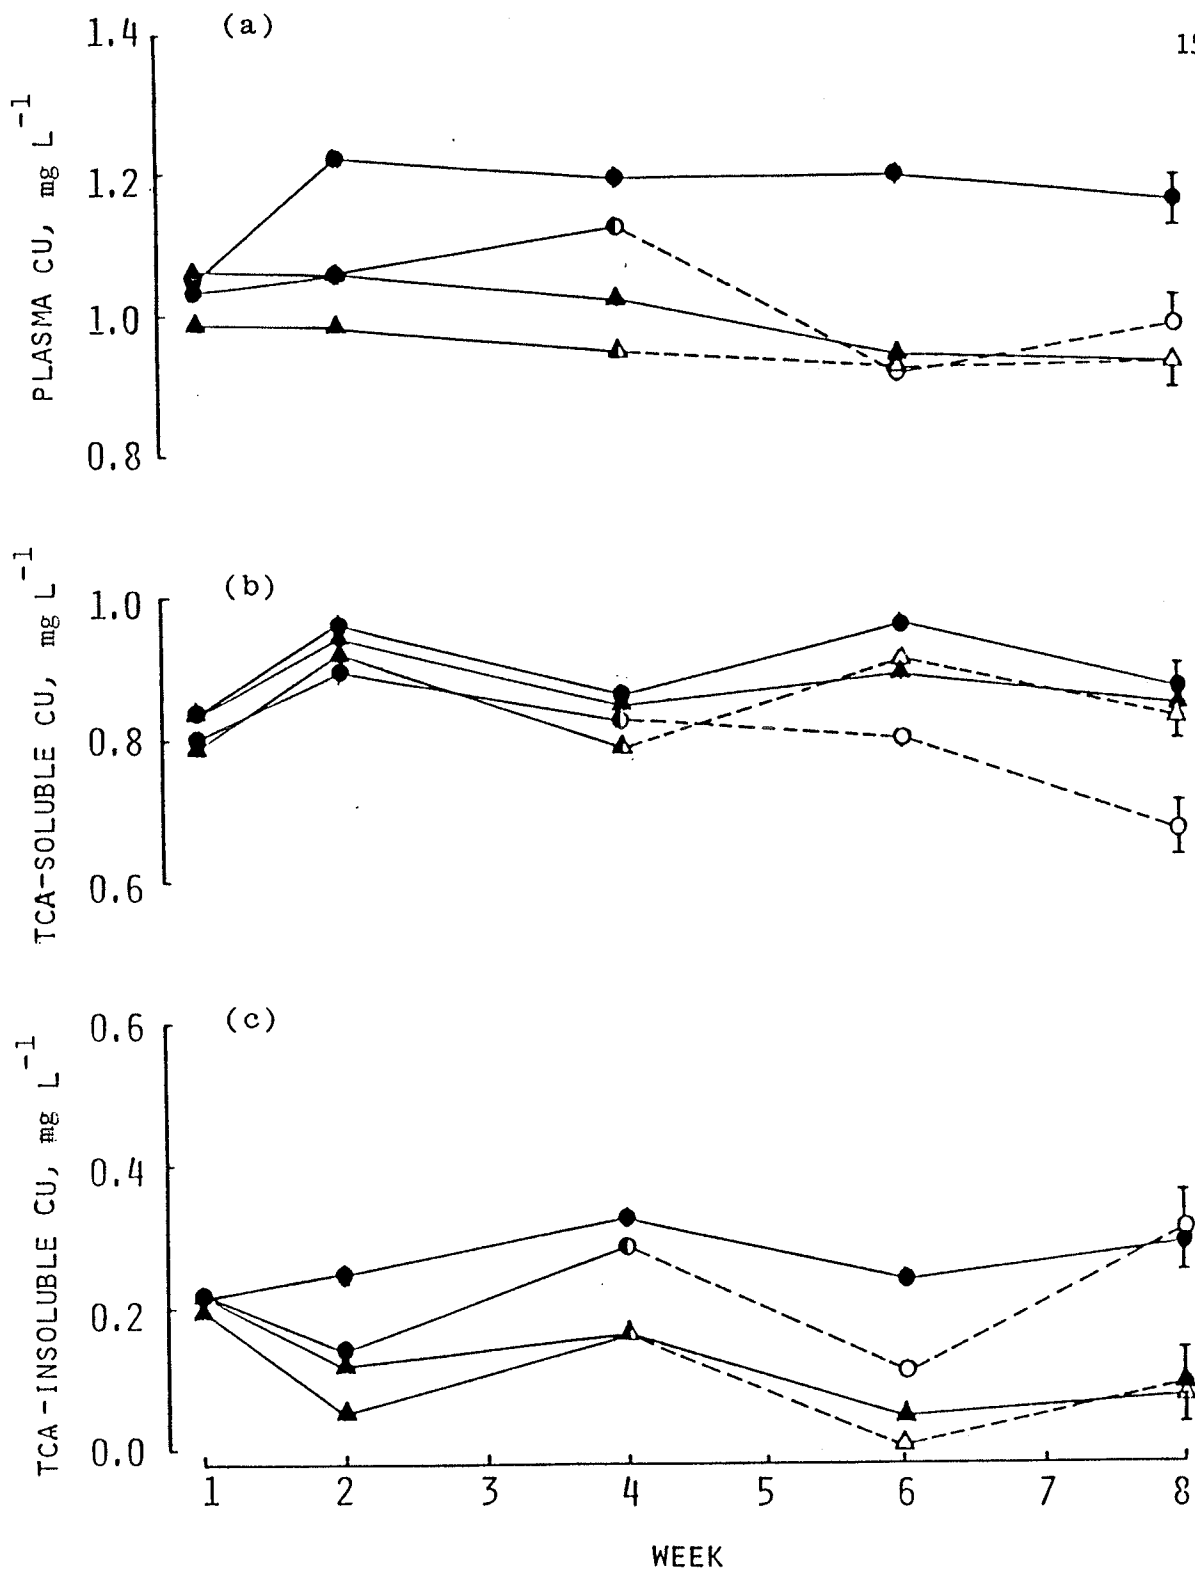 (a)
15
1.4
1.2
1.0
0.8
PLASMA CU, mg L⁻¹
(b)
1.0
0.8
0.6
TCA-SOLUBLE CU, mg L⁻¹
(c)
0.6
0.4
0.2
0.0
TCA-INSOLUBLE CU, mg L⁻¹
1 2 3 4 5 6 7 8
WEEK